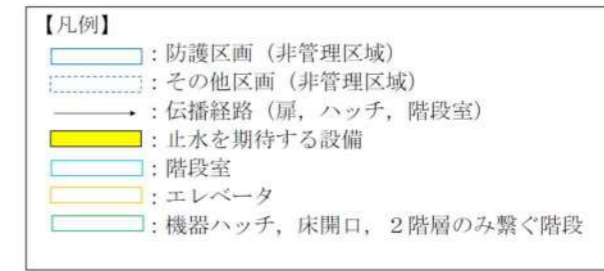 【凡例】
：防護区画（非管理区域）
：その他区画（非管理区域）
：伝播経路（扉，ハッチ，階段室）
：止水を期待する設備
：階段室
：エレベータ
：機器ハッチ，床開口，２階層のみ繋ぐ階段